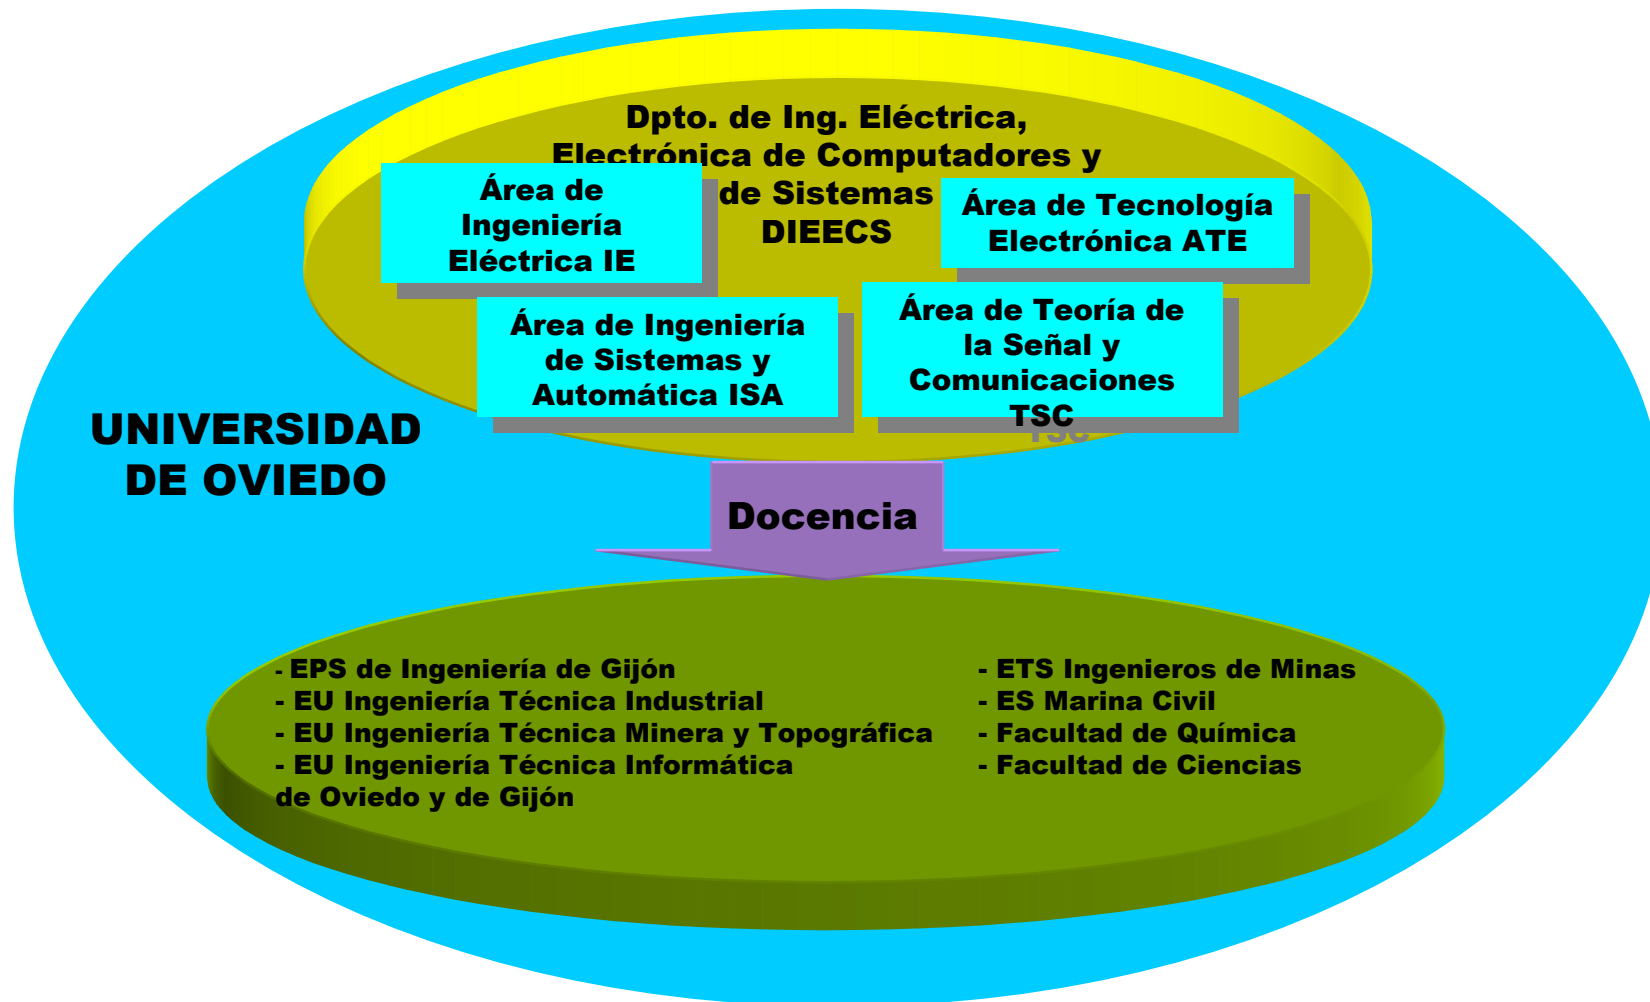 Dpto. de Ing. Eléctrica,
Electrónica de Computadores y
de Sistemas
DIEECS
Área de
Ingeniería
Eléctrica IE
Área de Tecnología
Electrónica ATE
Área de Ingeniería
de Sistemas y
Automática ISA
Área de Teoría de
la Señal y
Comunicaciones
TSC
UNIVERSIDAD
DE OVIEDO
Docencia
- EPS de Ingeniería de Gijón
- EU Ingeniería Técnica Industrial
- EU Ingeniería Técnica Minera y Topográfica
- EU Ingeniería Técnica Informática
de Oviedo y de Gijón
- ETS Ingenieros de Minas
- ES Marina Civil
- Facultad de Química
- Facultad de Ciencias